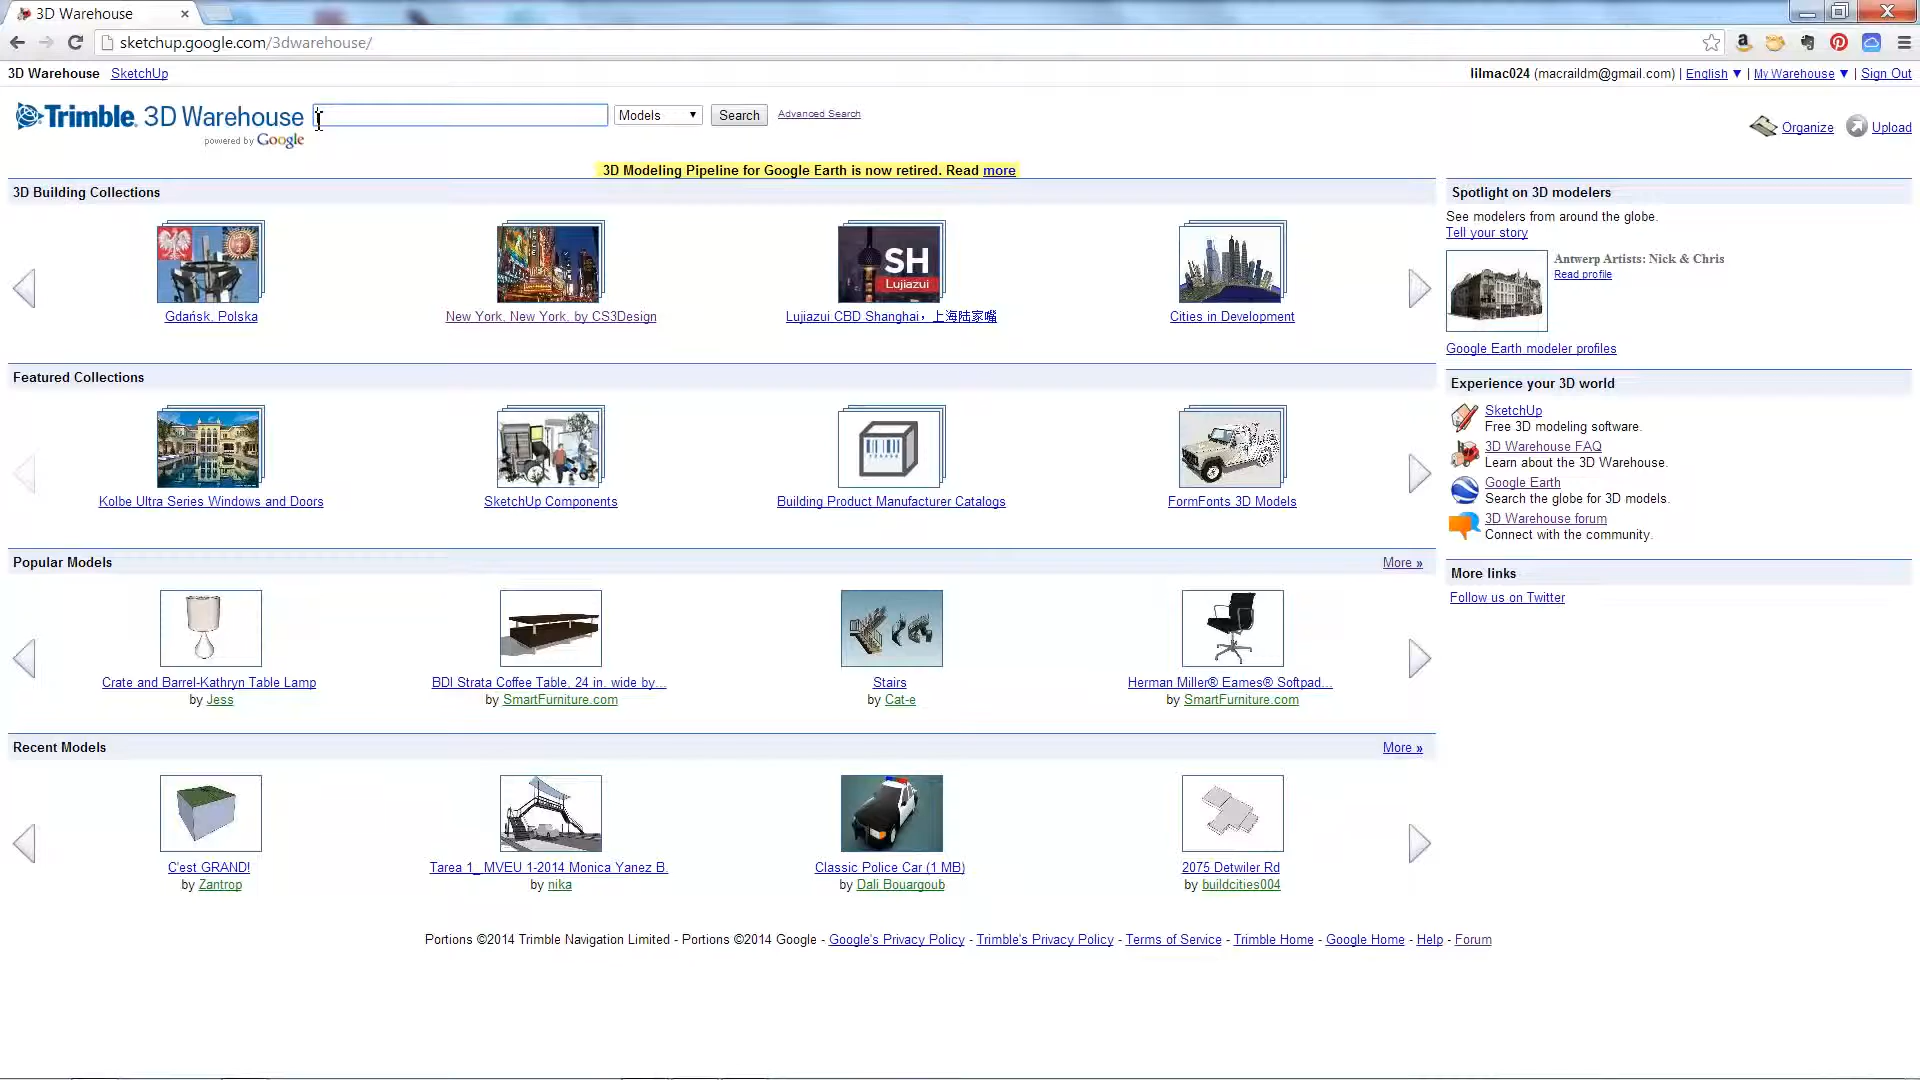 3D Warehouse
sketchup.google.com/3dwarehouse/
3D Warehouse SketchUp
lilmac024 (macraildm@gmail.com) | English ▼ | My Warehouse ▼ | Sign Out
Trimble. 3D Warehouse
powered by Google
Models ▼ Search Advanced Search
Organize Upload
3D Modeling Pipeline for Google Earth is now retired. Read more
3D Building Collections
SH
Lujiazui
Gdańsk, Polska
New York, New York, by CS3Design
Lujiazui CBD Shanghai，上海陆家嘴
Cities in Development
Featured Collections
Kolbe Ultra Series Windows and Doors
SketchUp Components
Building Product Manufacturer Catalogs
FormFonts 3D Models
Popular Models
More »
Crate and Barrel-Kathryn Table Lamp
by Jess
BDI Strata Coffee Table, 24 in. wide by...
by SmartFurniture.com
Stairs
by Cat-e
Herman Miller® Eames® Softpad...
by SmartFurniture.com
Recent Models
More »
C'est GRAND!
by Zantrop
Tarea 1_ MVEU 1-2014 Monica Yanez B.
by nika
Classic Police Car (1 MB)
by Dali Bouargoub
2075 Detwiler Rd
by buildcities004
Spotlight on 3D modelers
See modelers from around the globe.
Tell your story
Antwerp Artists: Nick & Chris
Read profile
Google Earth modeler profiles
Experience your 3D world
SketchUp
Free 3D modeling software.
3D Warehouse FAQ
Learn about the 3D Warehouse.
Google Earth
Search the globe for 3D models.
3D Warehouse forum
Connect with the community.
More links
Follow us on Twitter
Portions ©2014 Trimble Navigation Limited - Portions ©2014 Google - Google's Privacy Policy - Trimble's Privacy Policy - Terms of Service - Trimble Home - Google Home - Help - Forum